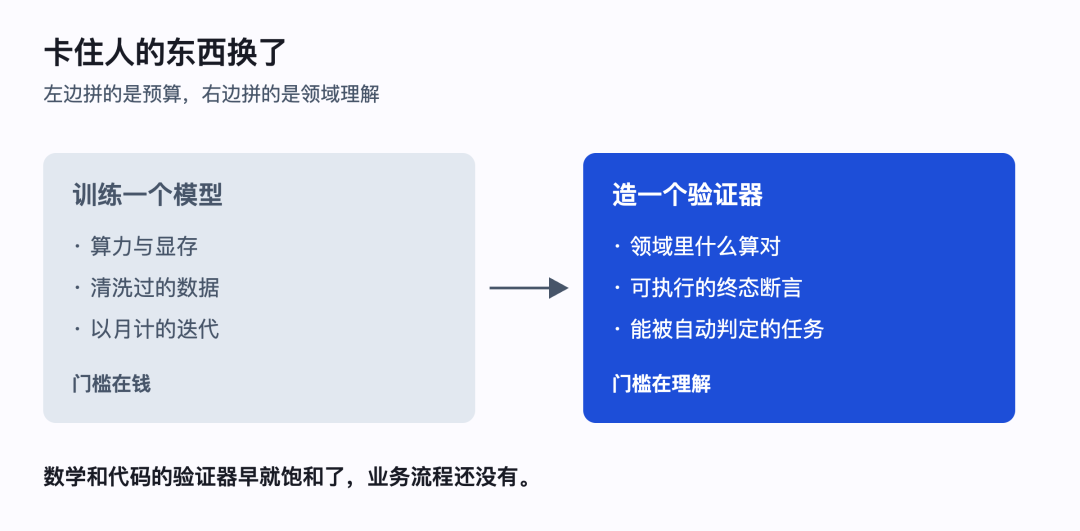 卡住人的东西换了
左边拼的是预算，右边拼的是领域理解
训练一个模型
· 算力与显存
· 清洗过的数据
· 以月计的迭代
门槛在钱
造一个验证器
· 领域里什么算对
· 可执行的终态断言
· 能被自动判定的任务
门槛在理解
数学和代码的验证器早就饱和了，业务流程还没有。